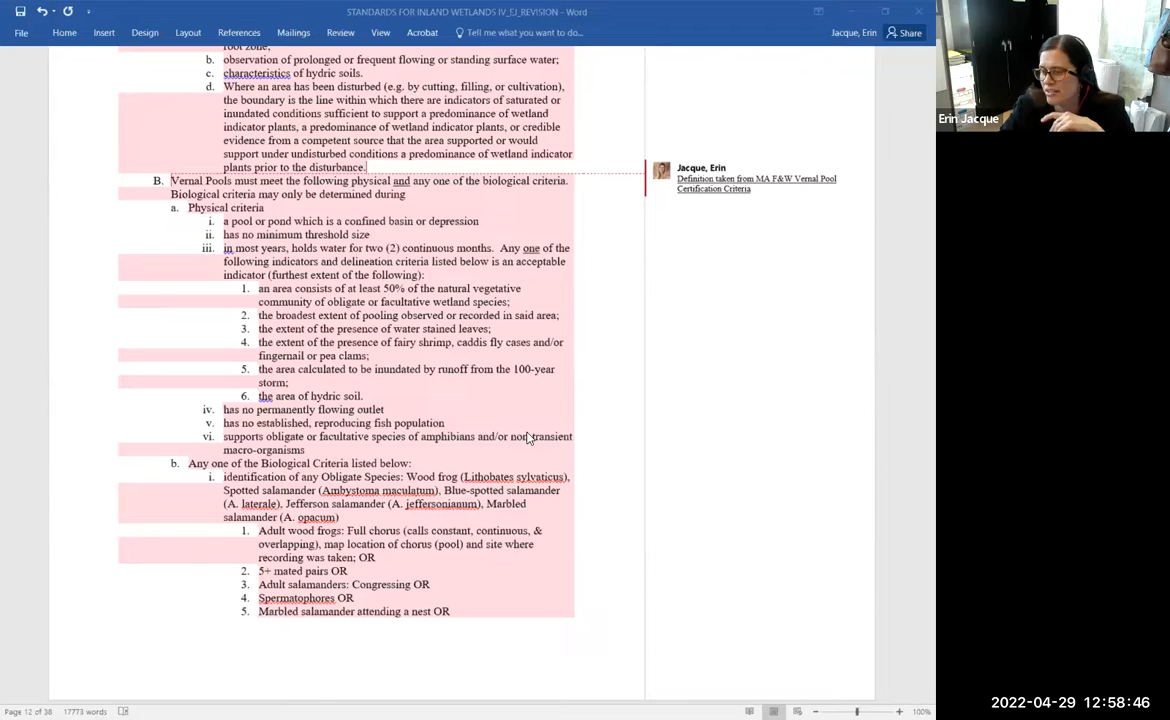 STANDARDS FOR INLAND WETLANDS IV_EJ_REVISION - Word
File Home Insert Design Layout References Mailings Review View Acrobat Tell me what you want to do... Jacque, Erin Share
root zone;
b. observation of prolonged or frequent flowing or standing surface water;
c. characteristics of hydric soils.
d. Where an area has been disturbed (e.g. by cutting, filling, or cultivation),
the boundary is the line within which there are indicators of saturated or
inundated conditions sufficient to support a predominance of wetland
indicator plants, a predominance of wetland indicator plants, or credible
evidence from a competent source that the area supported or would
support under undisturbed conditions a predominance of wetland indicator
plants prior to the disturbance.
B. Vernal Pools must meet the following physical and any one of the biological criteria.
Biological criteria may only be determined during
a. Physical criteria
i. a pool or pond which is a confined basin or depression
ii. has no minimum threshold size
iii. in most years, holds water for two (2) continuous months. Any one of the
following indicators and delineation criteria listed below is an acceptable
indicator (furthest extent of the following):
1. an area consists of at least 50% of the natural vegetative
community of obligate or facultative wetland species;
2. the broadest extent of pooling observed or recorded in said area;
3. the extent of the presence of water stained leaves;
4. the extent of the presence of fairy shrimp, caddis fly cases and/or
fingernail or pea clams;
5. the area calculated to be inundated by runoff from the 100-year
storm;
6. the area of hydric soil.
iv. has no permanently flowing outlet
v. has no established, reproducing fish population
vi. supports obligate or facultative species of amphibians and/or non-transient
macro-organisms
b. Any one of the Biological Criteria listed below:
i. identification of any Obligate Species: Wood frog (Lithobates sylvaticus),
Spotted salamander (Ambystoma maculatum), Blue-spotted salamander
(A. laterale), Jefferson salamander (A. jeffersonianum), Marbled
salamander (A. opacum)
1. Adult wood frogs: Full chorus (calls constant, continuous, &
overlapping), map location of chorus (pool) and site where
recording was taken; OR
2. 5+ mated pairs OR
3. Adult salamanders: Congressing OR
4. Spermatophores OR
5. Marbled salamander attending a nest OR
Jacque, Erin
Definition taken from MA F&W Vernal Pool
Certification Criteria
Erin Jacque
Page 12 of 38 17773 words 100%
2022-04-29 12:58:46